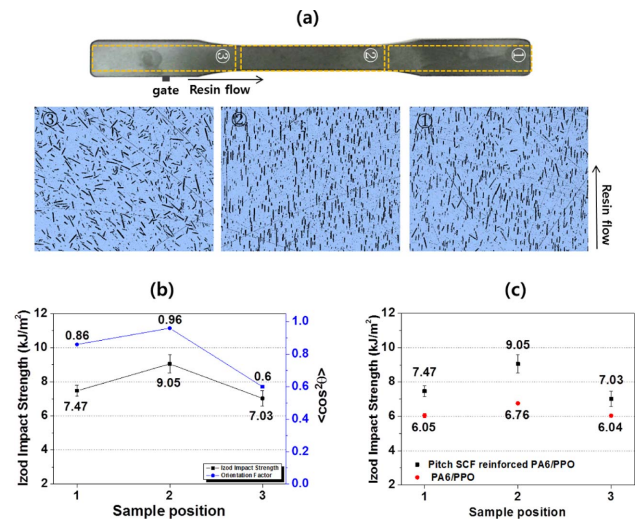 (a)
③
②
①
gate
Resin flow
③
②
①
Resin flow
(b)
(c)
Izod Impact Strength (kJ/m²)
12
10
8
6
4
2
0.86
0.96
0.6
7.47
9.05
7.03
1.0
0.8
0.6
0.4
0.2
0.0
<cos²θ>
Izod Impact Strength
Orientation Factor
1
2
3
Sample position
Izod Impact Strength (kJ/m²)
12
10
8
6
4
2
7.47
9.05
7.03
6.05
6.76
6.04
Pitch SCF reinforced PA6/PPO
PA6/PPO
1
2
3
Sample position